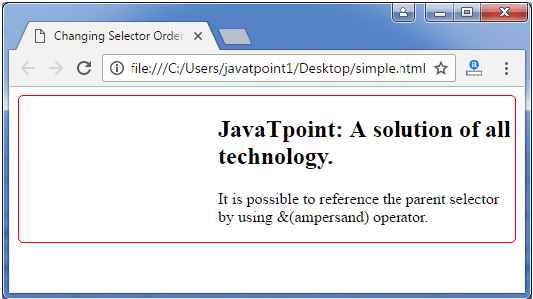 Changing Selector Order
file:///C:/Users/javatpoint1/Desktop/simple.html
JavaTpoint: A solution of all
technology.
It is possible to reference the parent selector
by using &(ampersand) operator.